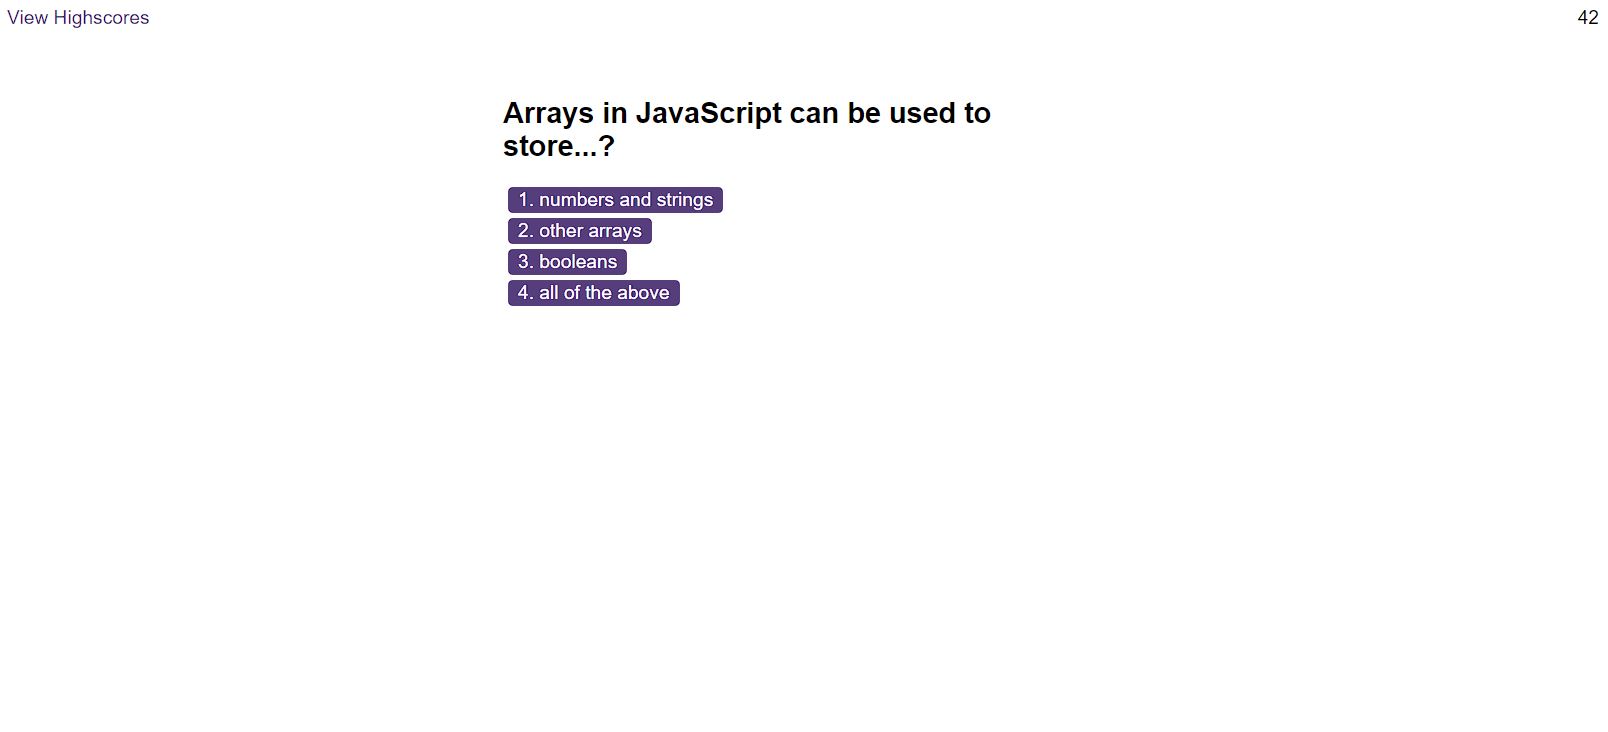 View Highscores
42
Arrays in JavaScript can be used to
store...?
1. numbers and strings
2. other arrays
3. booleans
4. all of the above